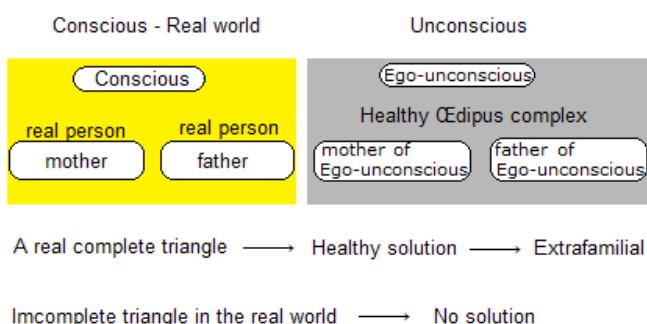 Conscious - Real world
Unconscious
Conscious
Ego-unconscious
Healthy Œdipus complex
real person
real person
mother
father
mother of
Ego-unconscious
father of
Ego-unconscious
A real complete triangle ⟶ Healthy solution ⟶ Extrafamilial
Imcomplete triangle in the real world ⟶ No solution